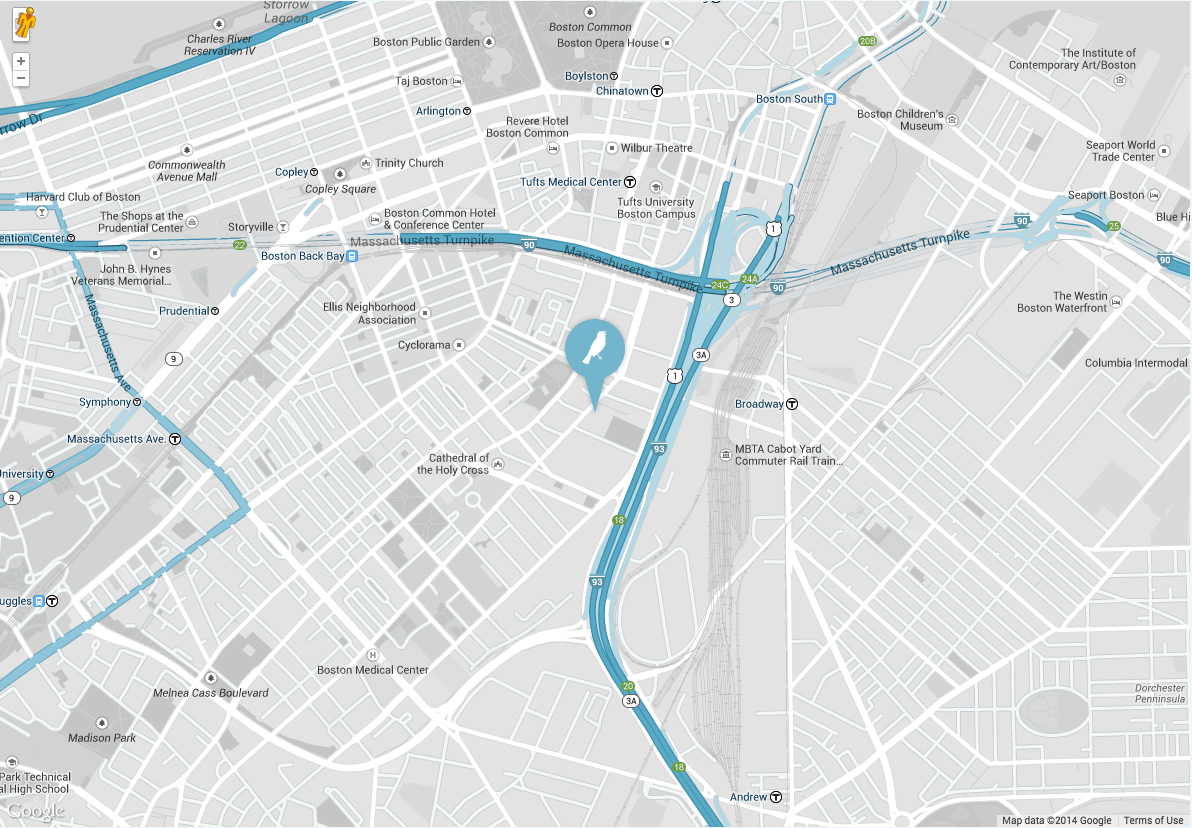 Storrow
Lagoon
Charles River
Reservation IV
Boston Public Garden
Boston Common
Boston Opera House
20B
The Institute of
Contemporary Art/Boston
+
−
Taj Boston
Boylston
Chinatown
Boston South
Arlington
Revere Hotel
Boston Common
Boston Children's
Museum
rrow Dr
Wilbur Theatre
Seaport World
Trade Center
Commonwealth
Avenue Mall
Trinity Church
Copley
Copley Square
Tufts Medical Center
Tufts University
Boston Campus
Seaport Boston
Harvard Club of Boston
The Shops at the
Prudential Center
Storyville
Boston Common Hotel
& Conference Center
1
90
25
Blue Hi
ention Center
22
Massachusetts Turnpike
90
Massachusetts Turnpike
Massachusetts Turnpike
Boston Back Bay
90
John B. Hynes
Veterans Memorial...
24C
24A
90
3
Massachusetts Ave
Prudential
Ellis Neighborhood
Association
The Westin
Boston Waterfront
Cyclorama
9
3A
1
Columbia Intermodal
Symphony
Broadway
Massachusetts Ave.
93
MBTA Cabot Yard
Commuter Rail Train...
Cathedral of
the Holy Cross
University
9
18
93
uggles
T
Boston Medical Center
H
Melnea Cass Boulevard
20
3A
Dorchester
Penninsula
Madison Park
18
Park Technical
al High School
Andrew
Google
Map data ©2014 Google
Terms of Use